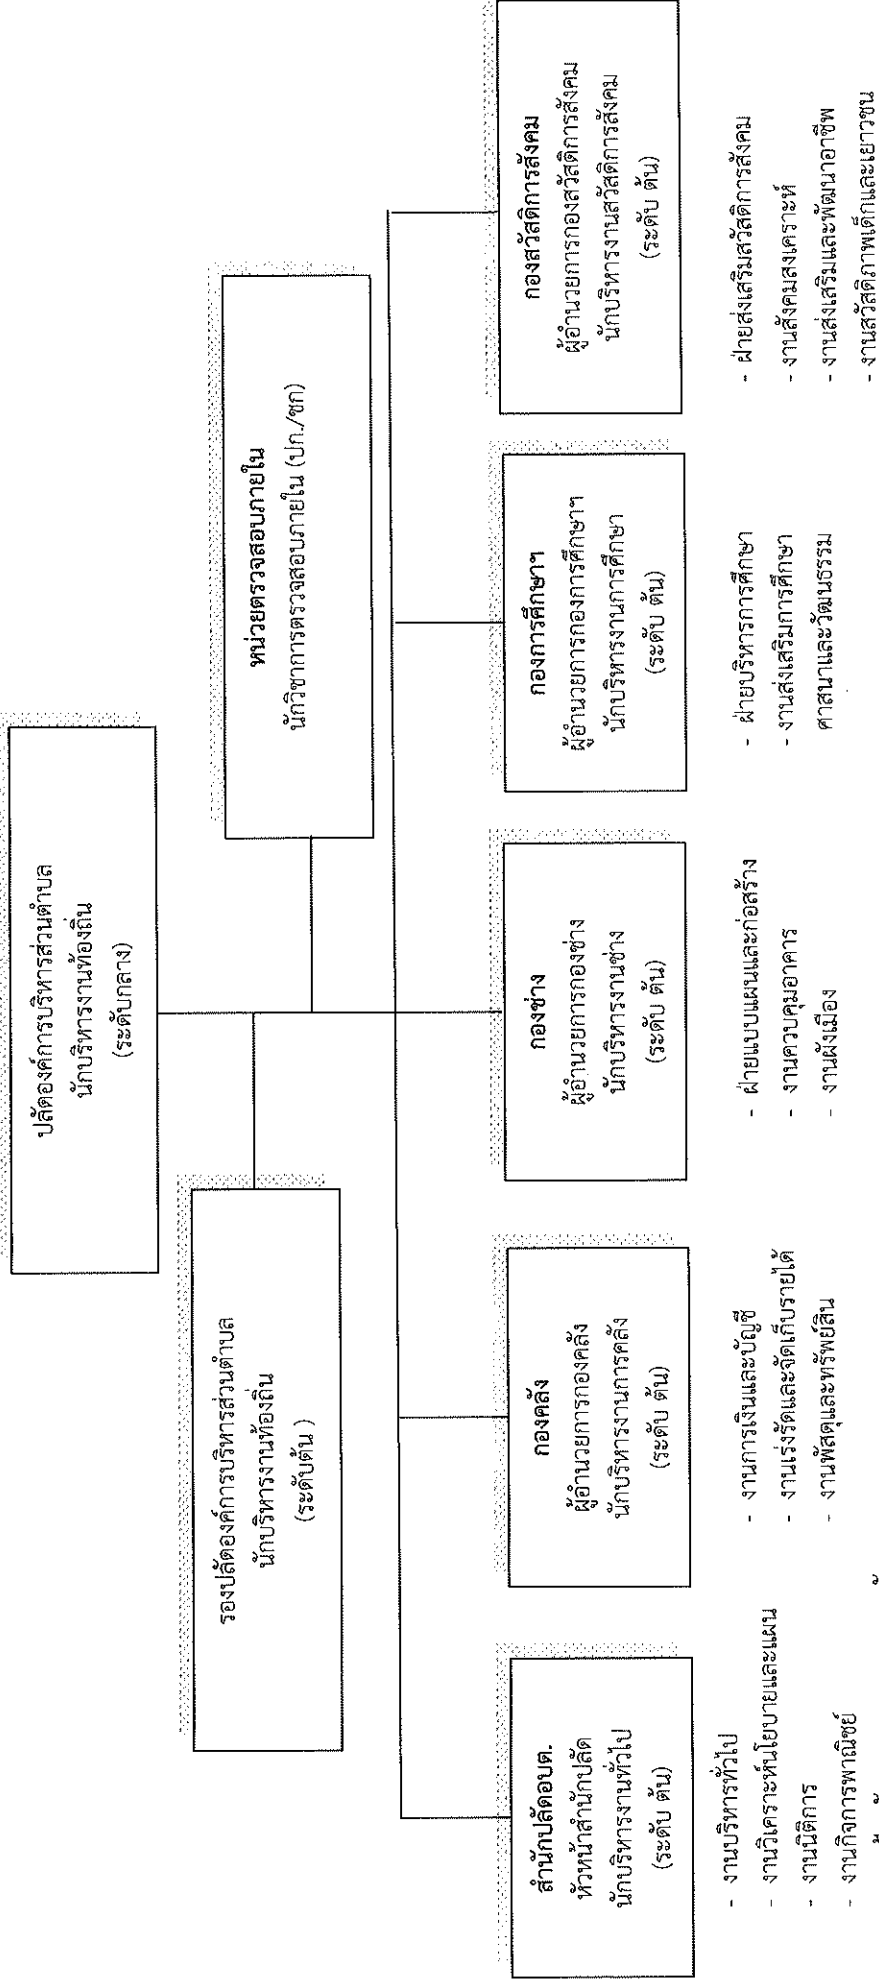 ปลัดองค์การบริหารส่วนตำบล
นักบริหารงานท้องถิ่น
(ระดับกลาง)
รองปลัดองค์การบริหารส่วนตำบล
นักบริหารงานท้องถิ่น
(ระดับต้น )
หน่วยตรวจสอบภายใน
นักวิชาการตรวจสอบภายใน (ปก./ชก)
สำนักปลัดอบต.
หัวหน้าสำนักปลัด
นักบริหารงานทั่วไป
(ระดับ ต้น)
- งานบริหารทั่วไป
- งานวิเคราะห์นโยบายและแผน
- งานนิติการ
- งานกิจการพาณิชย์
กองคลัง
ผู้อำนวยการกองคลัง
นักบริหารงานการคลัง
(ระดับ ต้น)
- งานการเงินและบัญชี
- งานเร่งรัดและจัดเก็บรายได้
- งานพัสดุและทรัพย์สิน
กองช่าง
ผู้อำนวยการกองช่าง
นักบริหารงานช่าง
(ระดับ ต้น)
- ฝ่ายแบบแผนและก่อสร้าง
- งานควบคุมอาคาร
- งานผังเมือง
กองการศึกษาฯ
ผู้อำนวยการกองการศึกษาฯ
นักบริหารงานการศึกษา
(ระดับ ต้น)
- ฝ่ายบริหารการศึกษา
- งานส่งเสริมการศึกษา
ศาสนาและวัฒนธรรม
กองสวัสดิการสังคม
ผู้อำนวยการกองสวัสดิการสังคม
นักบริหารงานสวัสดิการสังคม
(ระดับ ต้น)
- ฝ่ายส่งเสริมสวัสดิการสังคม
- งานสังคมสงเคราะห์
- งานส่งเสริมและพัฒนาอาชีพ
- งานสวัสดิภาพเด็กและเยาวชน